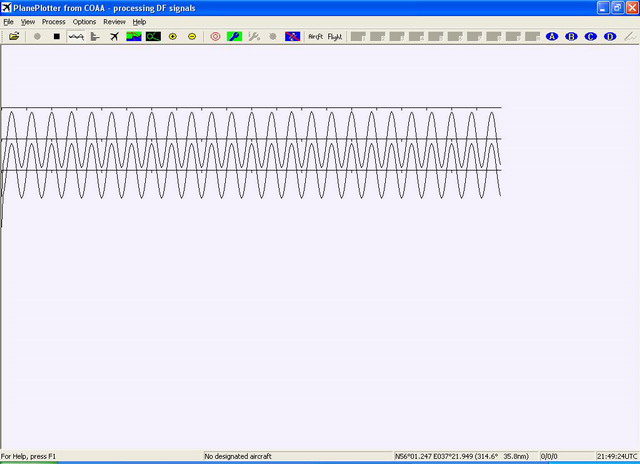 PlanePlotter from COAA - processing DF signals
File View Process Options Review Help
Aircft Flight A B C D
For Help, press F1 No designated aircraft N56°01.247 E037°21.949 (314.6° 35.8nm) 0/0/0 21:49:24UTC